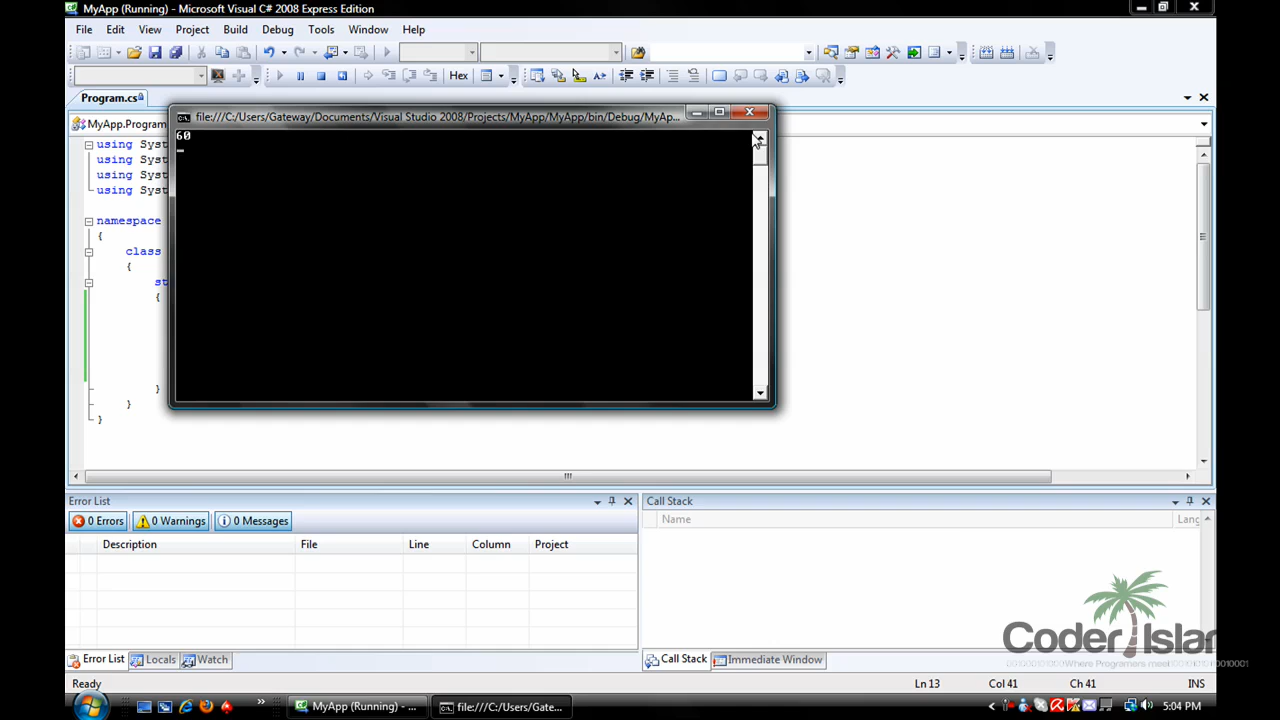 MyApp (Running) - Microsoft Visual C# 2008 Express Edition
File Edit View Project Build Debug Tools Window Help
Hex
Program.cs
MyApp.Program
file:///C:/Users/Gateway/Documents/Visual Studio 2008/Projects/MyApp/MyApp/bin/Debug/MyAp...
60
using Syst
using Syst
using Syst
using Syst
namespace
{
class
{
st
{
}
}
}
Error List
Call Stack
0 Errors 0 Warnings 0 Messages
Name Lang
Description File Line Column Project
Coder Islan
Error List Locals Watch
Call Stack Immediate Window
Ready Ln 13 Col 41 Ch 41 INS
MyApp (Running) - ... file:///C:/Users/Gate... 5:04 PM